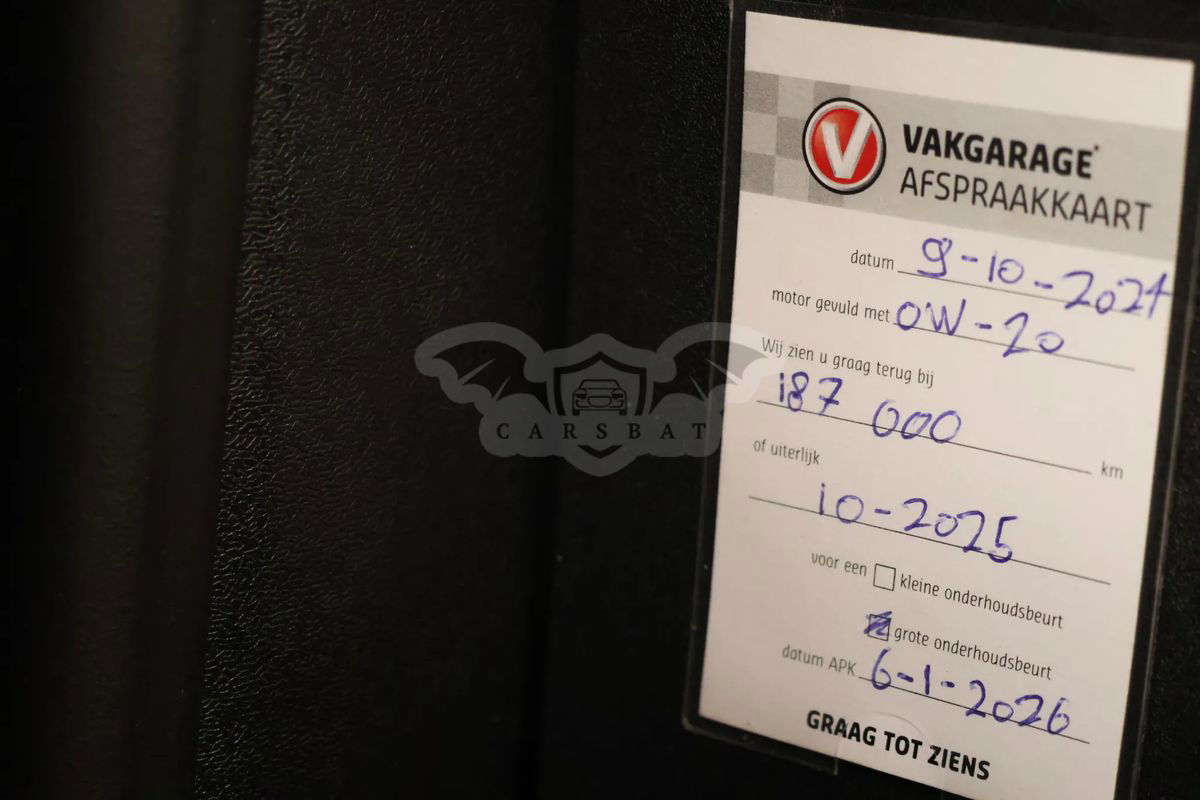 V
VAKGARAGE
AFSPRAAKKAART
datum 9-10-2024
motor gevuld met 0W-20
Wij zien u graag terug bij
187 000 km
of uiterlijk
10-2025
voor een kleine onderhoudsbeurt
grote onderhoudsbeurt
datum APK 6-1-2026
GRAAG TOT ZIENS
CARSBAT